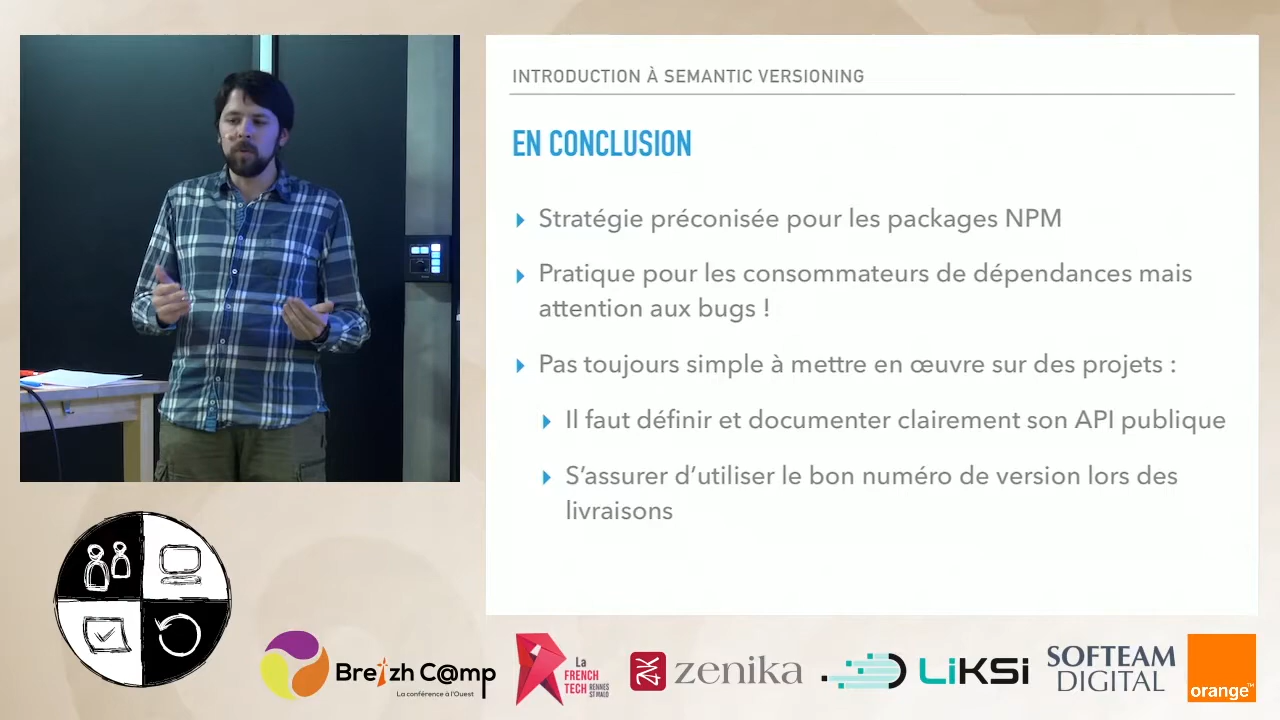 INTRODUCTION À SEMANTIC VERSIONING
EN CONCLUSION
Stratégie préconisée pour les packages NPM
Pratique pour les consommateurs de dépendances mais
attention aux bugs !
Pas toujours simple à mettre en œuvre sur des projets :
Il faut définir et documenter clairement son API publique
S'assurer d'utiliser le bon numéro de version lors des
livraisons
Breizh C@mp
La conférence à l'Ouest
La
FRENCH
TECH RENNES
ST MALO
zenika
LiKSi
SOFTEAM
DIGITAL
orange™